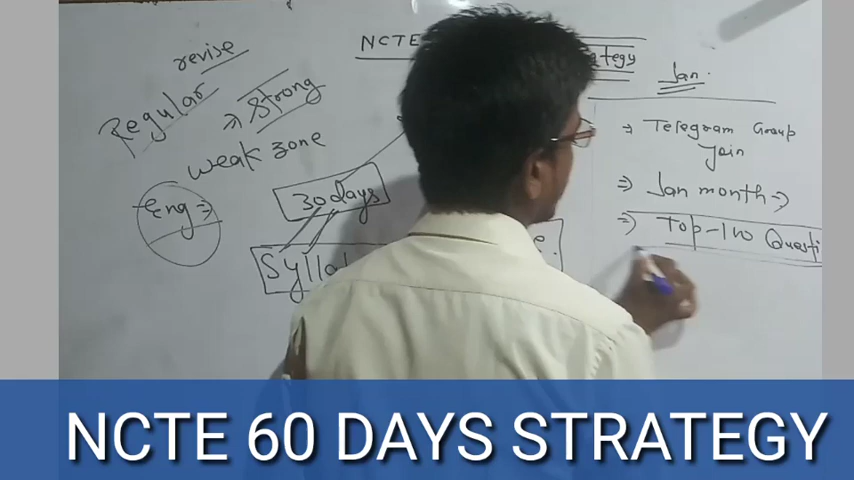 revise
Regular
⇒ Strong
weak zone
Eng ⇒
30 days
NCTE
Jan.
⇒ Telegram Group
Join
⇒ Jan month →
⇒ Top-100
NCTE 60 DAYS STRATEGY